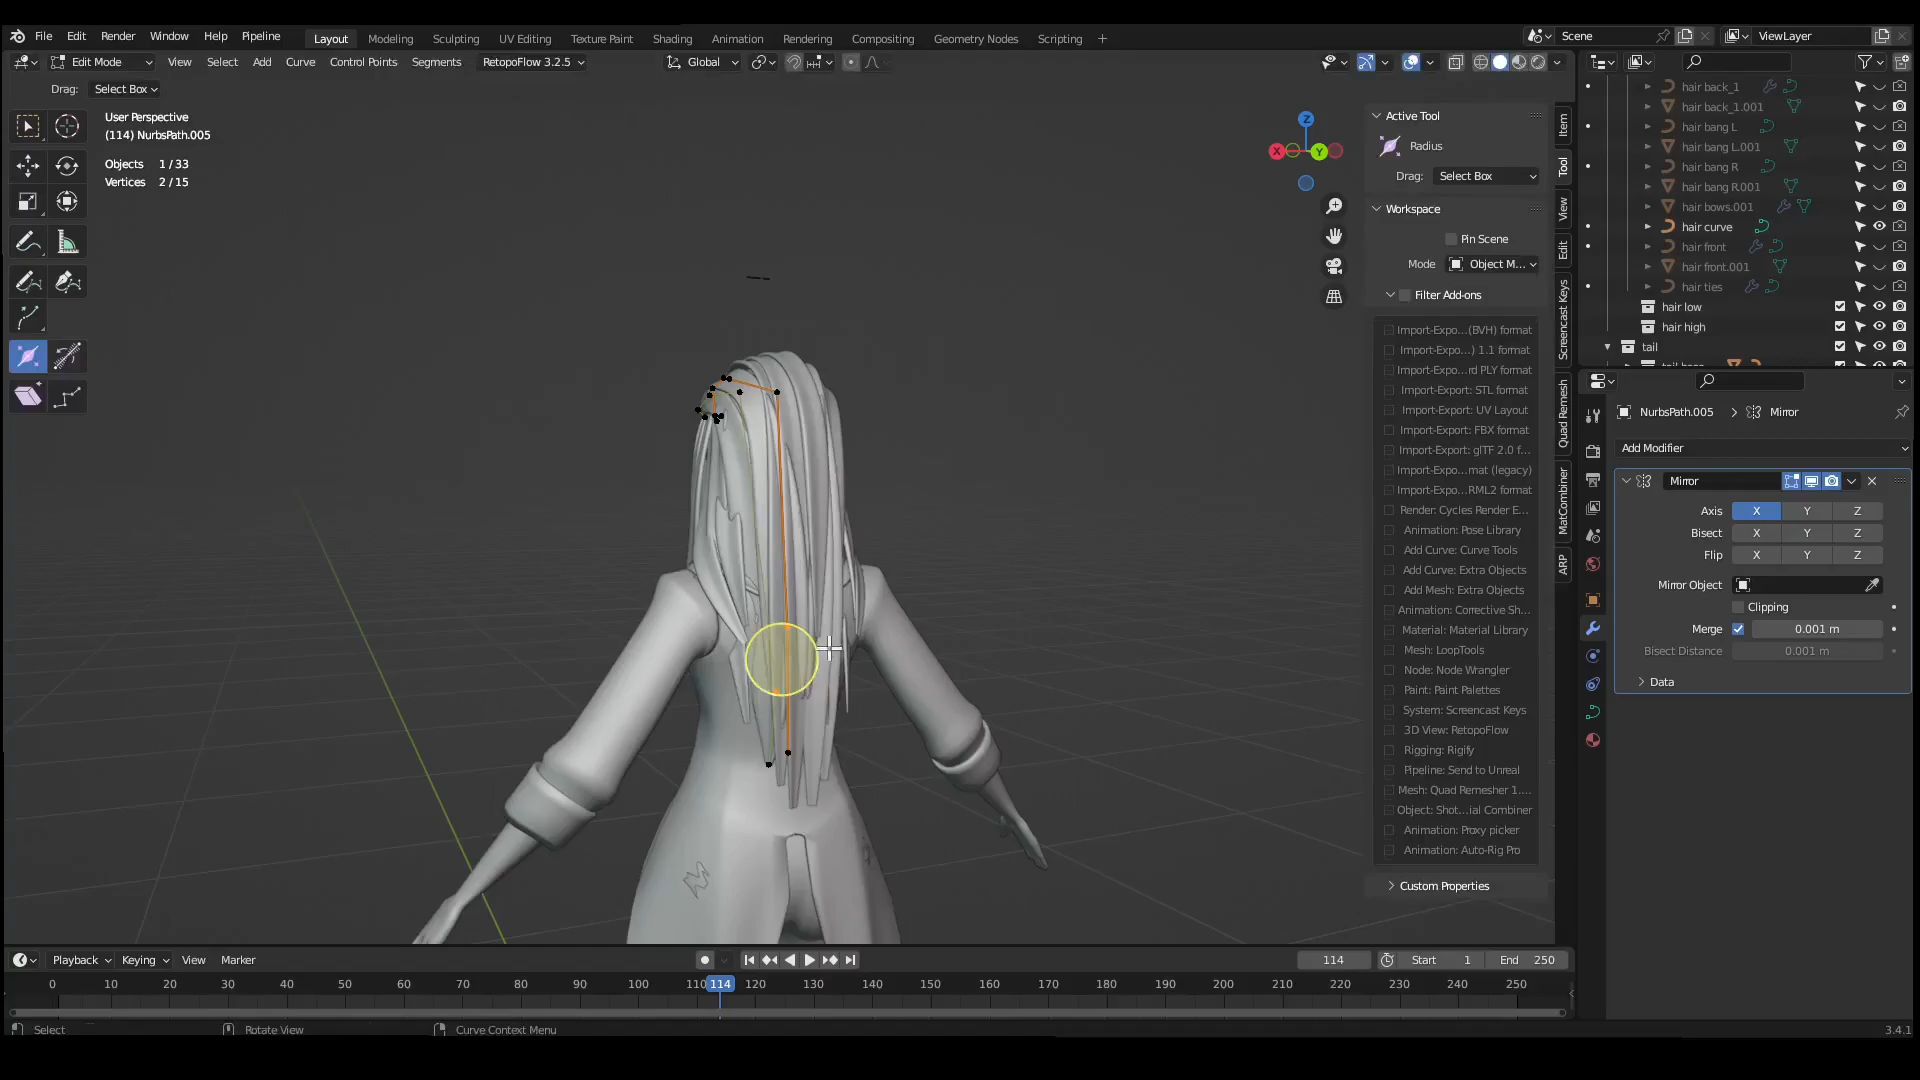 File Edit Render Window Help Pipeline Layout Modeling Sculpting UV Editing Texture Paint Shading Animation Rendering Compositing Geometry Nodes Scripting + Scene ViewLayer
Edit Mode View Select Add Curve Control Points Segments RetopoFlow 3.2.5 Global
Drag: Select Box
User Perspective
(114) NurbsPath.005
Objects 1 / 33
Vertices 2 / 15
Z
X
Y
Active Tool
Radius
Drag: Select Box
Workspace
Pin Scene
Mode Object M...
Filter Add-ons
Import-Expo...(BVH) format
Import-Expo...) 1.1 format
Import-Expo...rd PLY format
Import-Export: STL format
Import-Export: UV Layout
Import-Export: FBX format
Import-Export: glTF 2.0 f...
Import-Expo...mat (legacy)
Import-Expo...RML2 format
Render: Cycles Render E...
Animation: Pose Library
Add Curve: Curve Tools
Add Curve: Extra Objects
Add Mesh: Extra Objects
Animation: Corrective Sh...
Material: Material Library
Mesh: LoopTools
Node: Node Wrangler
Paint: Paint Palettes
System: Screencast Keys
3D View: RetopoFlow
Rigging: Rigify
Pipeline: Send to Unreal
Mesh: Quad Remesher 1....
Object: Shot...ial Combiner
Animation: Proxy picker
Animation: Auto-Rig Pro
Custom Properties
Item
Tool
View
Edit
Screencast Keys
Quad Remesh
MatCombiner
ARP
hair back_1
hair back_1.001
hair bang L
hair bang L.001
hair bang R
hair bang R.001
hair bows.001
hair curve
hair front
hair front.001
hair ties
hair low
hair high
tail
NurbsPath.005 > Mirror
Add Modifier
Mirror
Axis X Y Z
Bisect X Y Z
Flip X Y Z
Mirror Object
Clipping
Merge 0.001 m
Bisect Distance 0.001 m
Data
Playback Keying View Marker 114 Start 1 End 250
0 10 20 30 40 50 60 70 80 90 100 110 114 120 130 140 150 160 170 180 190 200 210 220 230 240 250
Select Rotate View Curve Context Menu 3.4.1